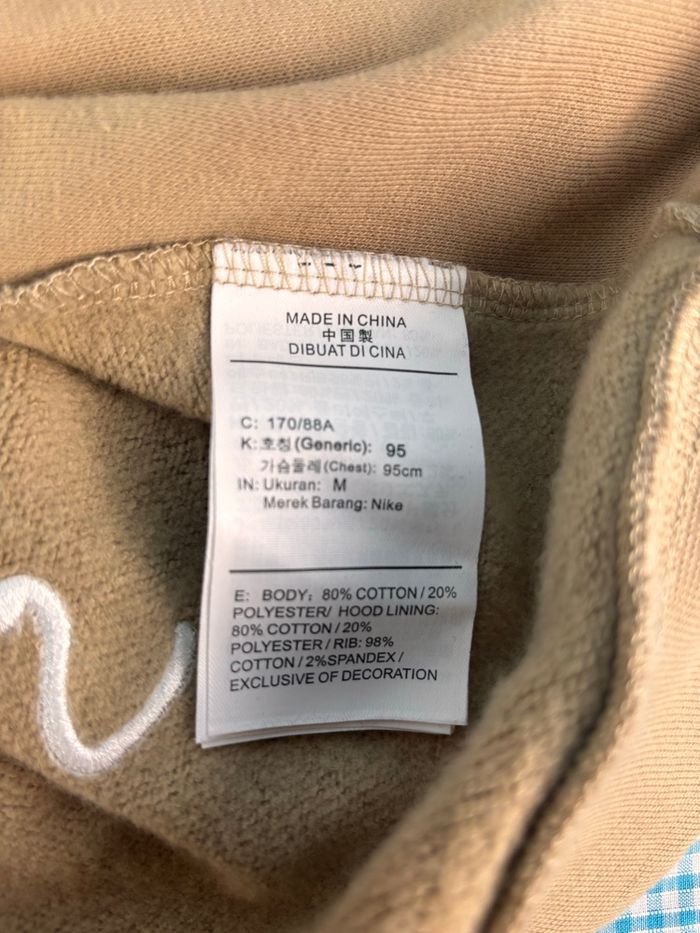 MADE IN CHINA
中国製
DIBUAT DI CINA
C: 170/88A
K:호칭(Generic): 95
가슴둘레(Chest): 95cm
IN: Ukuran: M
Merek Barang: Nike
E: BODY: 80% COTTON / 20%
POLYESTER/ HOOD LINING:
80% COTTON / 20%
POLYESTER / RIB: 98%
COTTON / 2%SPANDEX /
EXCLUSIVE OF DECORATION